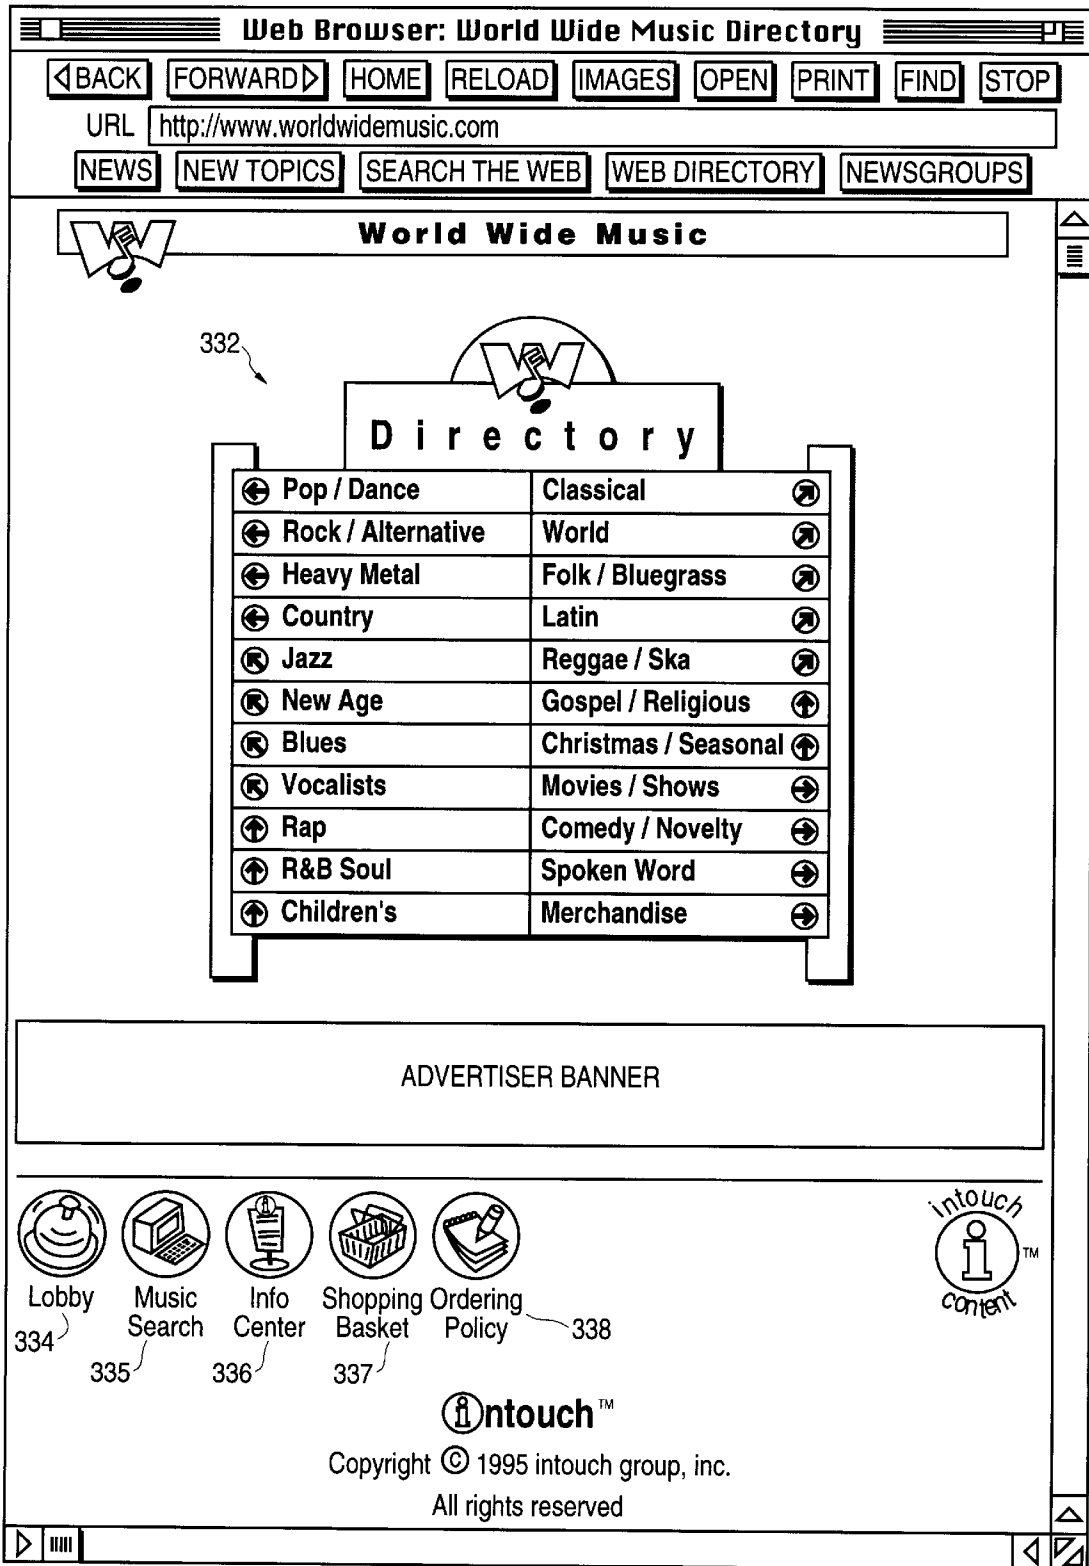 Web Browser: World Wide Music Directory
BACK FORWARD HOME RELOAD IMAGES OPEN PRINT FIND STOP
URL http://www.worldwidemusic.com
NEWS NEW TOPICS SEARCH THE WEB WEB DIRECTORY NEWSGROUPS
World Wide Music
332
Directory
Pop / Dance Classical
Rock / Alternative World
Heavy Metal Folk / Bluegrass
Country Latin
Jazz Reggae / Ska
New Age Gospel / Religious
Blues Christmas / Seasonal
Vocalists Movies / Shows
Rap Comedy / Novelty
R&B Soul Spoken Word
Children's Merchandise
ADVERTISER BANNER
Lobby
334
Music
Search
335
Info
Center
336
Shopping
Basket
337
Ordering
Policy
338
intouch
i TM
content
intouch™
Copyright © 1995 intouch group, inc.
All rights reserved